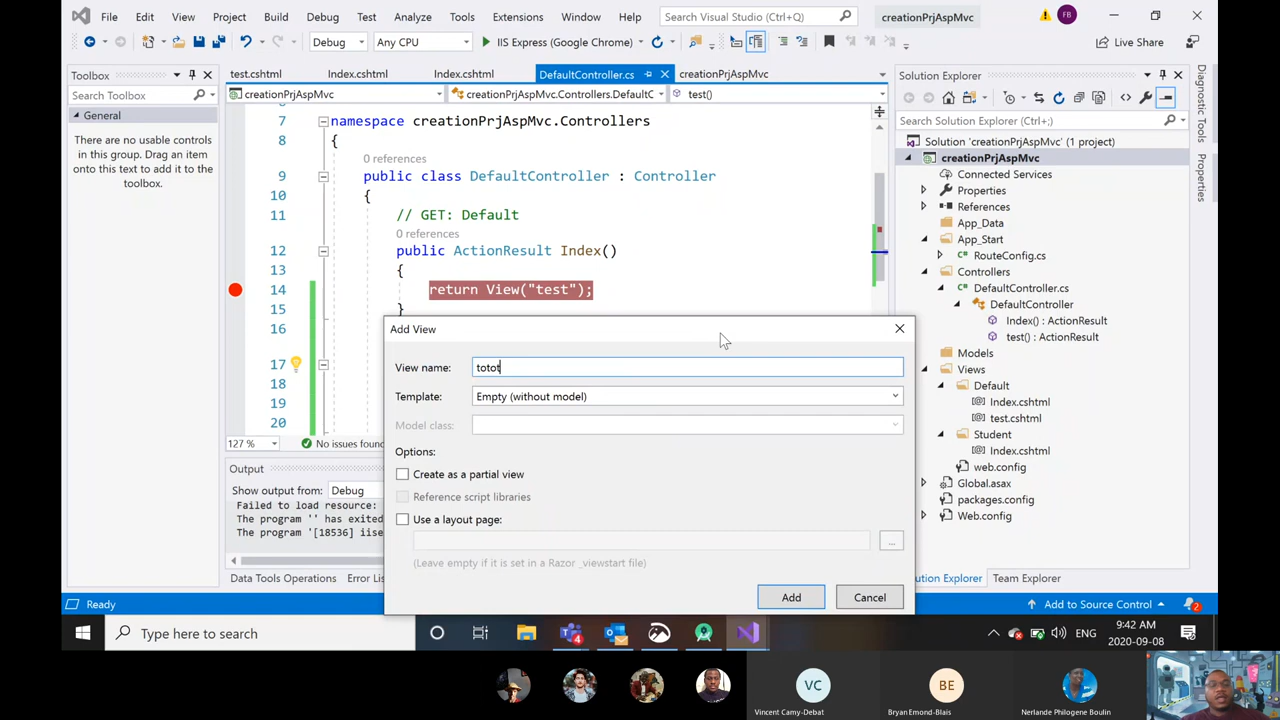 File Edit View Project Build Debug Test Analyze Tools Extensions Window Help Search Visual Studio (Ctrl+Q) creationPrjAspMvc FB
Debug Any CPU IIS Express (Google Chrome) Live Share
Toolbox
Search Toolbox
General
There are no usable controls
in this group. Drag an item
onto this text to add it to the
toolbox.
test.cshtml Index.cshtml Index.cshtml DefaultController.cs creationPrjAspMvc
creationPrjAspMvc creationPrjAspMvc.Controllers.DefaultC test()
7 namespace creationPrjAspMvc.Controllers
8 {
0 references
9 public class DefaultController : Controller
10 {
11 // GET: Default
0 references
12 public ActionResult Index()
13 {
14 return View("test");
15 }
16
17
18
19
20
127 % No issues found
Output
Show output from: Debug
Failed to load resource:
The program '' has exited
The program '[18536] iise
Data Tools Operations Error Lis
Add View
View name: totot
Template: Empty (without model)
Model class:
Options:
Create as a partial view
Reference script libraries
Use a layout page:
...
(Leave empty if it is set in a Razor _viewstart file)
Add Cancel
Solution Explorer
Search Solution Explorer (Ctrl+;)
Solution 'creationPrjAspMvc' (1 project)
creationPrjAspMvc
Connected Services
Properties
References
App_Data
App_Start
RouteConfig.cs
Controllers
DefaultController.cs
DefaultController
Index() : ActionResult
test() : ActionResult
Models
Views
Default
Index.cshtml
test.cshtml
Student
Index.cshtml
web.config
Global.asax
packages.config
Web.config
ution Explorer Team Explorer
Diagnostic Tools
Properties
Ready Add to Source Control 2
Type here to search 4 ENG 9:42 AM
2020-09-08
VC
Vincent Camy-Debat
BE
Bryan Emond-Blais
Nerlande Philogene Boulin